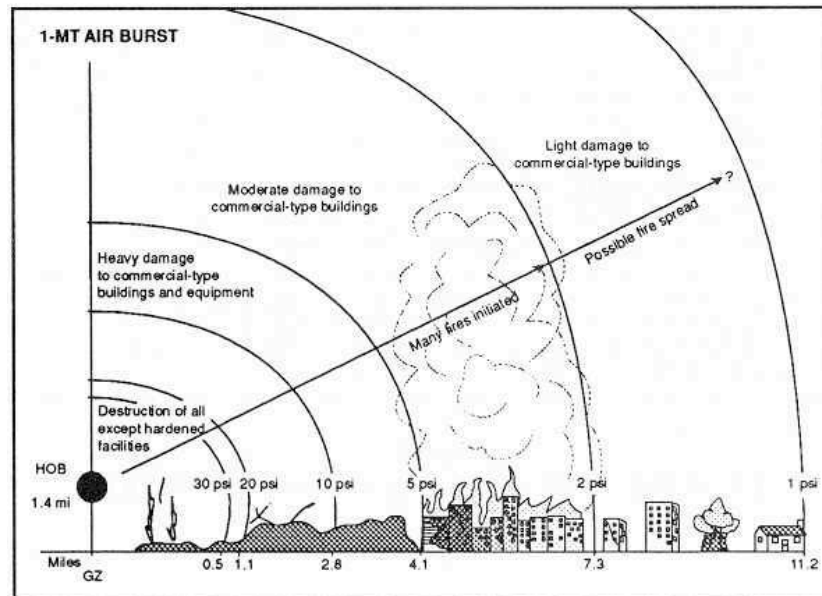 1-MT AIR BURST
Light damage to
commercial-type buildings
?
Moderate damage to
commercial-type buildings
Possible fire spread
Heavy damage
to commercial-type
buildings and equipment
Many fires initiated
Destruction of all
except hardened
facilities
HOB
1.4 mi
30 psi
20 psi
10 psi
5 psi
2 psi
1 psi
Miles
0.5
1.1
2.8
4.1
7.3
11.2
GZ